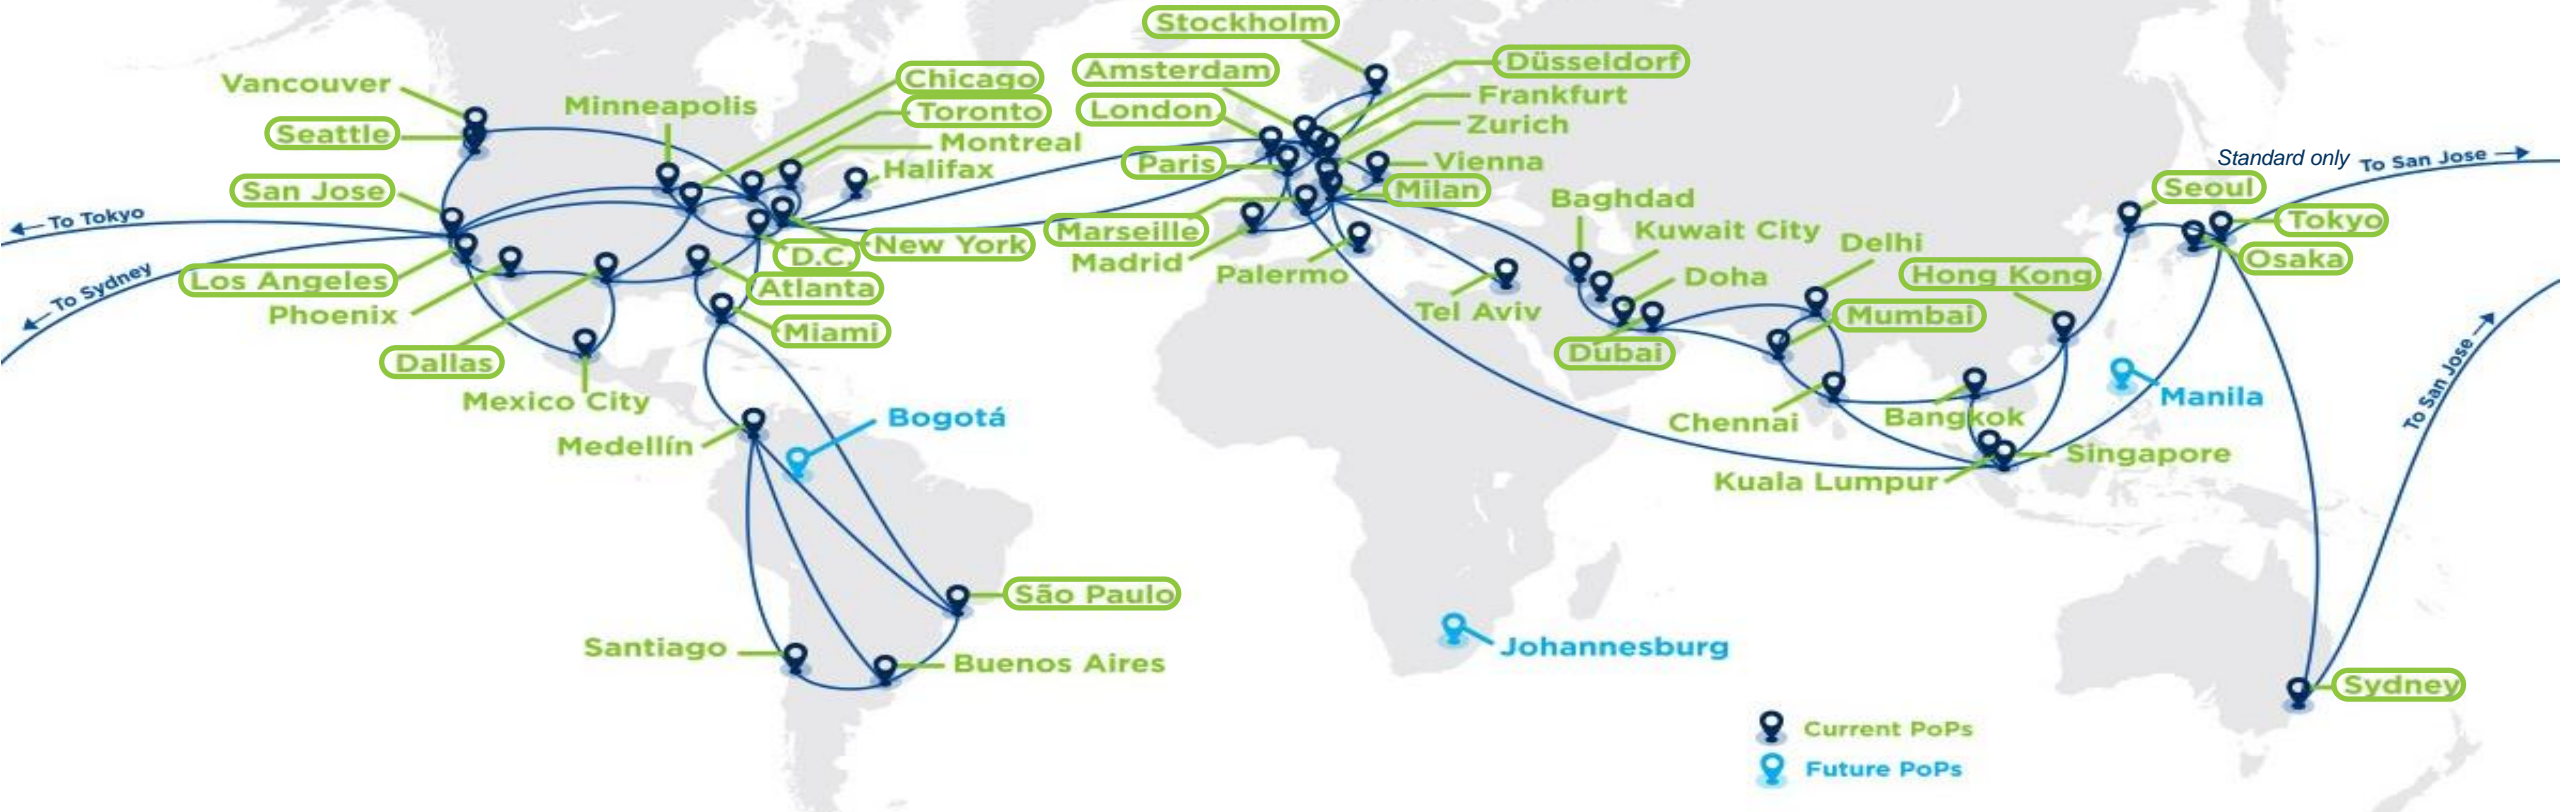 Stockholm
Vancouver
Chicago
Amsterdam
Düsseldorf
Seattle
Minneapolis
Toronto
London
Frankfurt
Montreal
Zurich
San Jose
Halifax
Paris
Vienna
Standard only
To San Jose
To Tokyo
Milan
Baghdad
Seoul
To Sydney
D.C.
New York
Marseille
Kuwait City
Delhi
Tokyo
Los Angeles
Atlanta
Madrid
Palermo
Doha
Hong Kong
Osaka
Phoenix
Miami
Tel Aviv
Mumbai
Dallas
Dubai
To San Jose
Mexico City
Bogotá
Chennai
Bangkok
Manila
Medellín
Singapore
Kuala Lumpur
São Paulo
Santiago
Buenos Aires
Johannesburg
Sydney
Current PoPs
Future PoPs